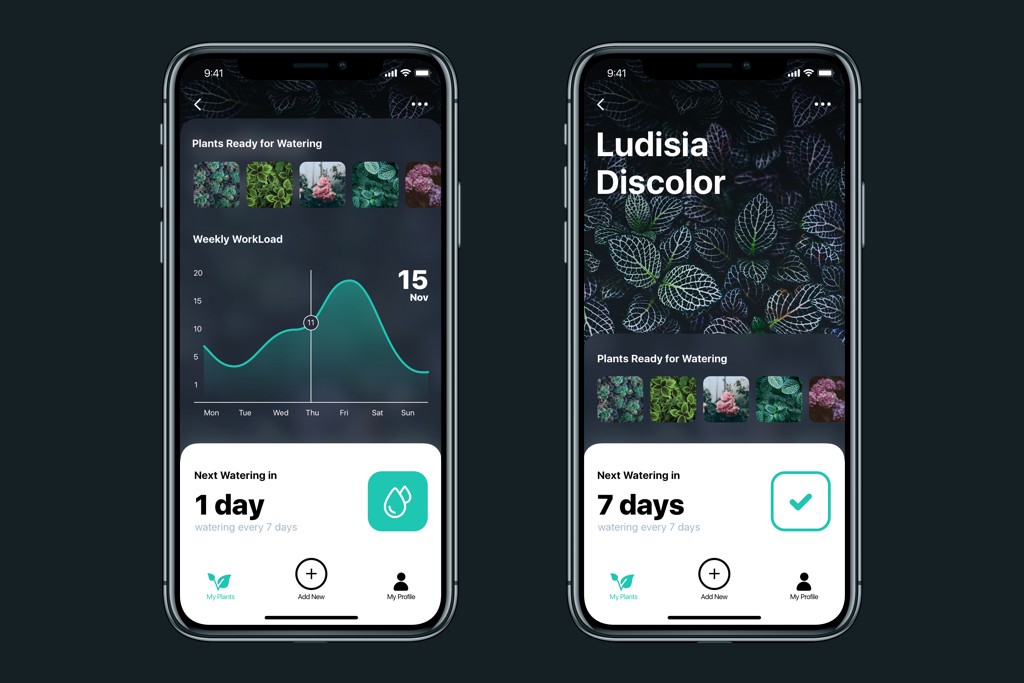 9:41
Plants Ready for Watering
Weekly WorkLoad
15
Nov
20
15
10
5
1
11
Mon Tue Wed Thu Fri Sat Sun
Next Watering in
1 day
watering every 7 days
My Plants
Add New
My Profile
9:41
Ludisia
Discolor
Plants Ready for Watering
Next Watering in
7 days
watering every 7 days
My Plants
Add New
My Profile